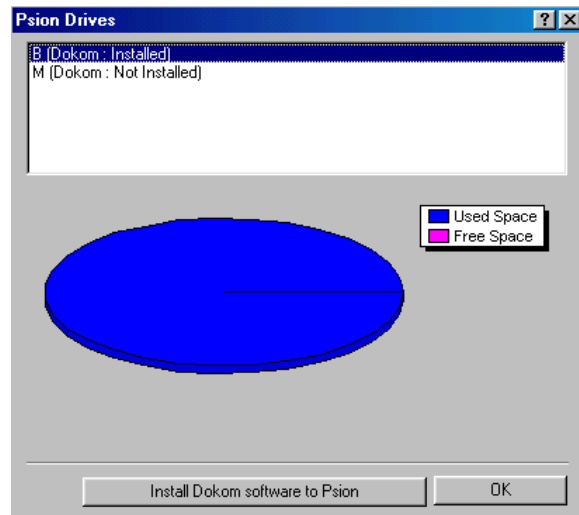 Psion Drives
B (Dokom : Installed)
M (Dokom : Not Installed)
Used Space
Free Space
Install Dokom software to Psion
OK